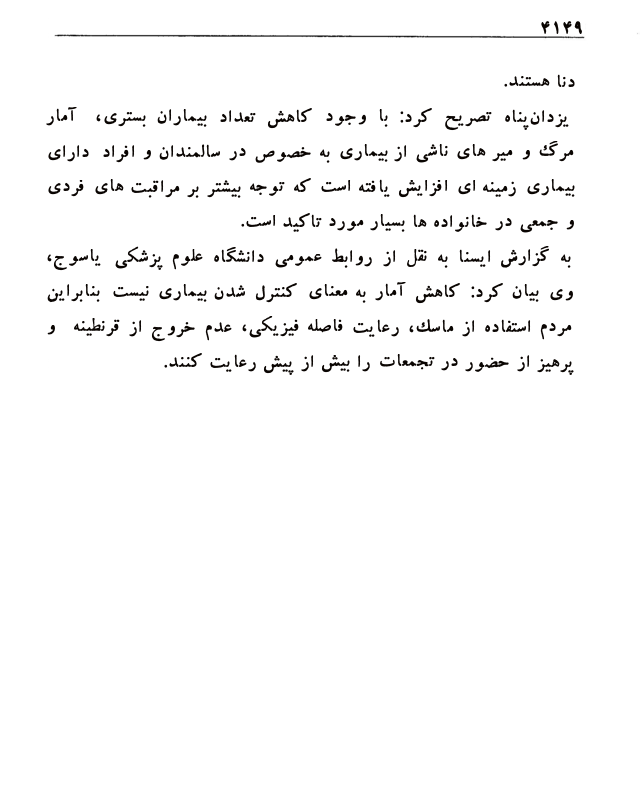 ۴۱۴۹
دنا هستند.
یزدان‌پناه تصریح کرد: با وجود کاهش تعداد بیماران بستری، آمار
مرگ و میر های ناشی از بیماری به خصوص در سالمندان و افراد دارای
بیماری زمینه ای افزایش یافته است که توجه بیشتر بر مراقبت های فردی
و جمعی در خانواده ها بسیار مورد تاکید است.
به گزارش ایسنا به نقل از روابط عمومی دانشگاه علوم پزشکی یاسوج،
وی بیان کرد: کاهش آمار به معنای کنترل شدن بیماری نیست بنابراین
مردم استفاده از ماسک، رعایت فاصله فیزیکی، عدم خروج از قرنطینه و
پرهیز از حضور در تجمعات را بیش از پیش رعایت کنند.